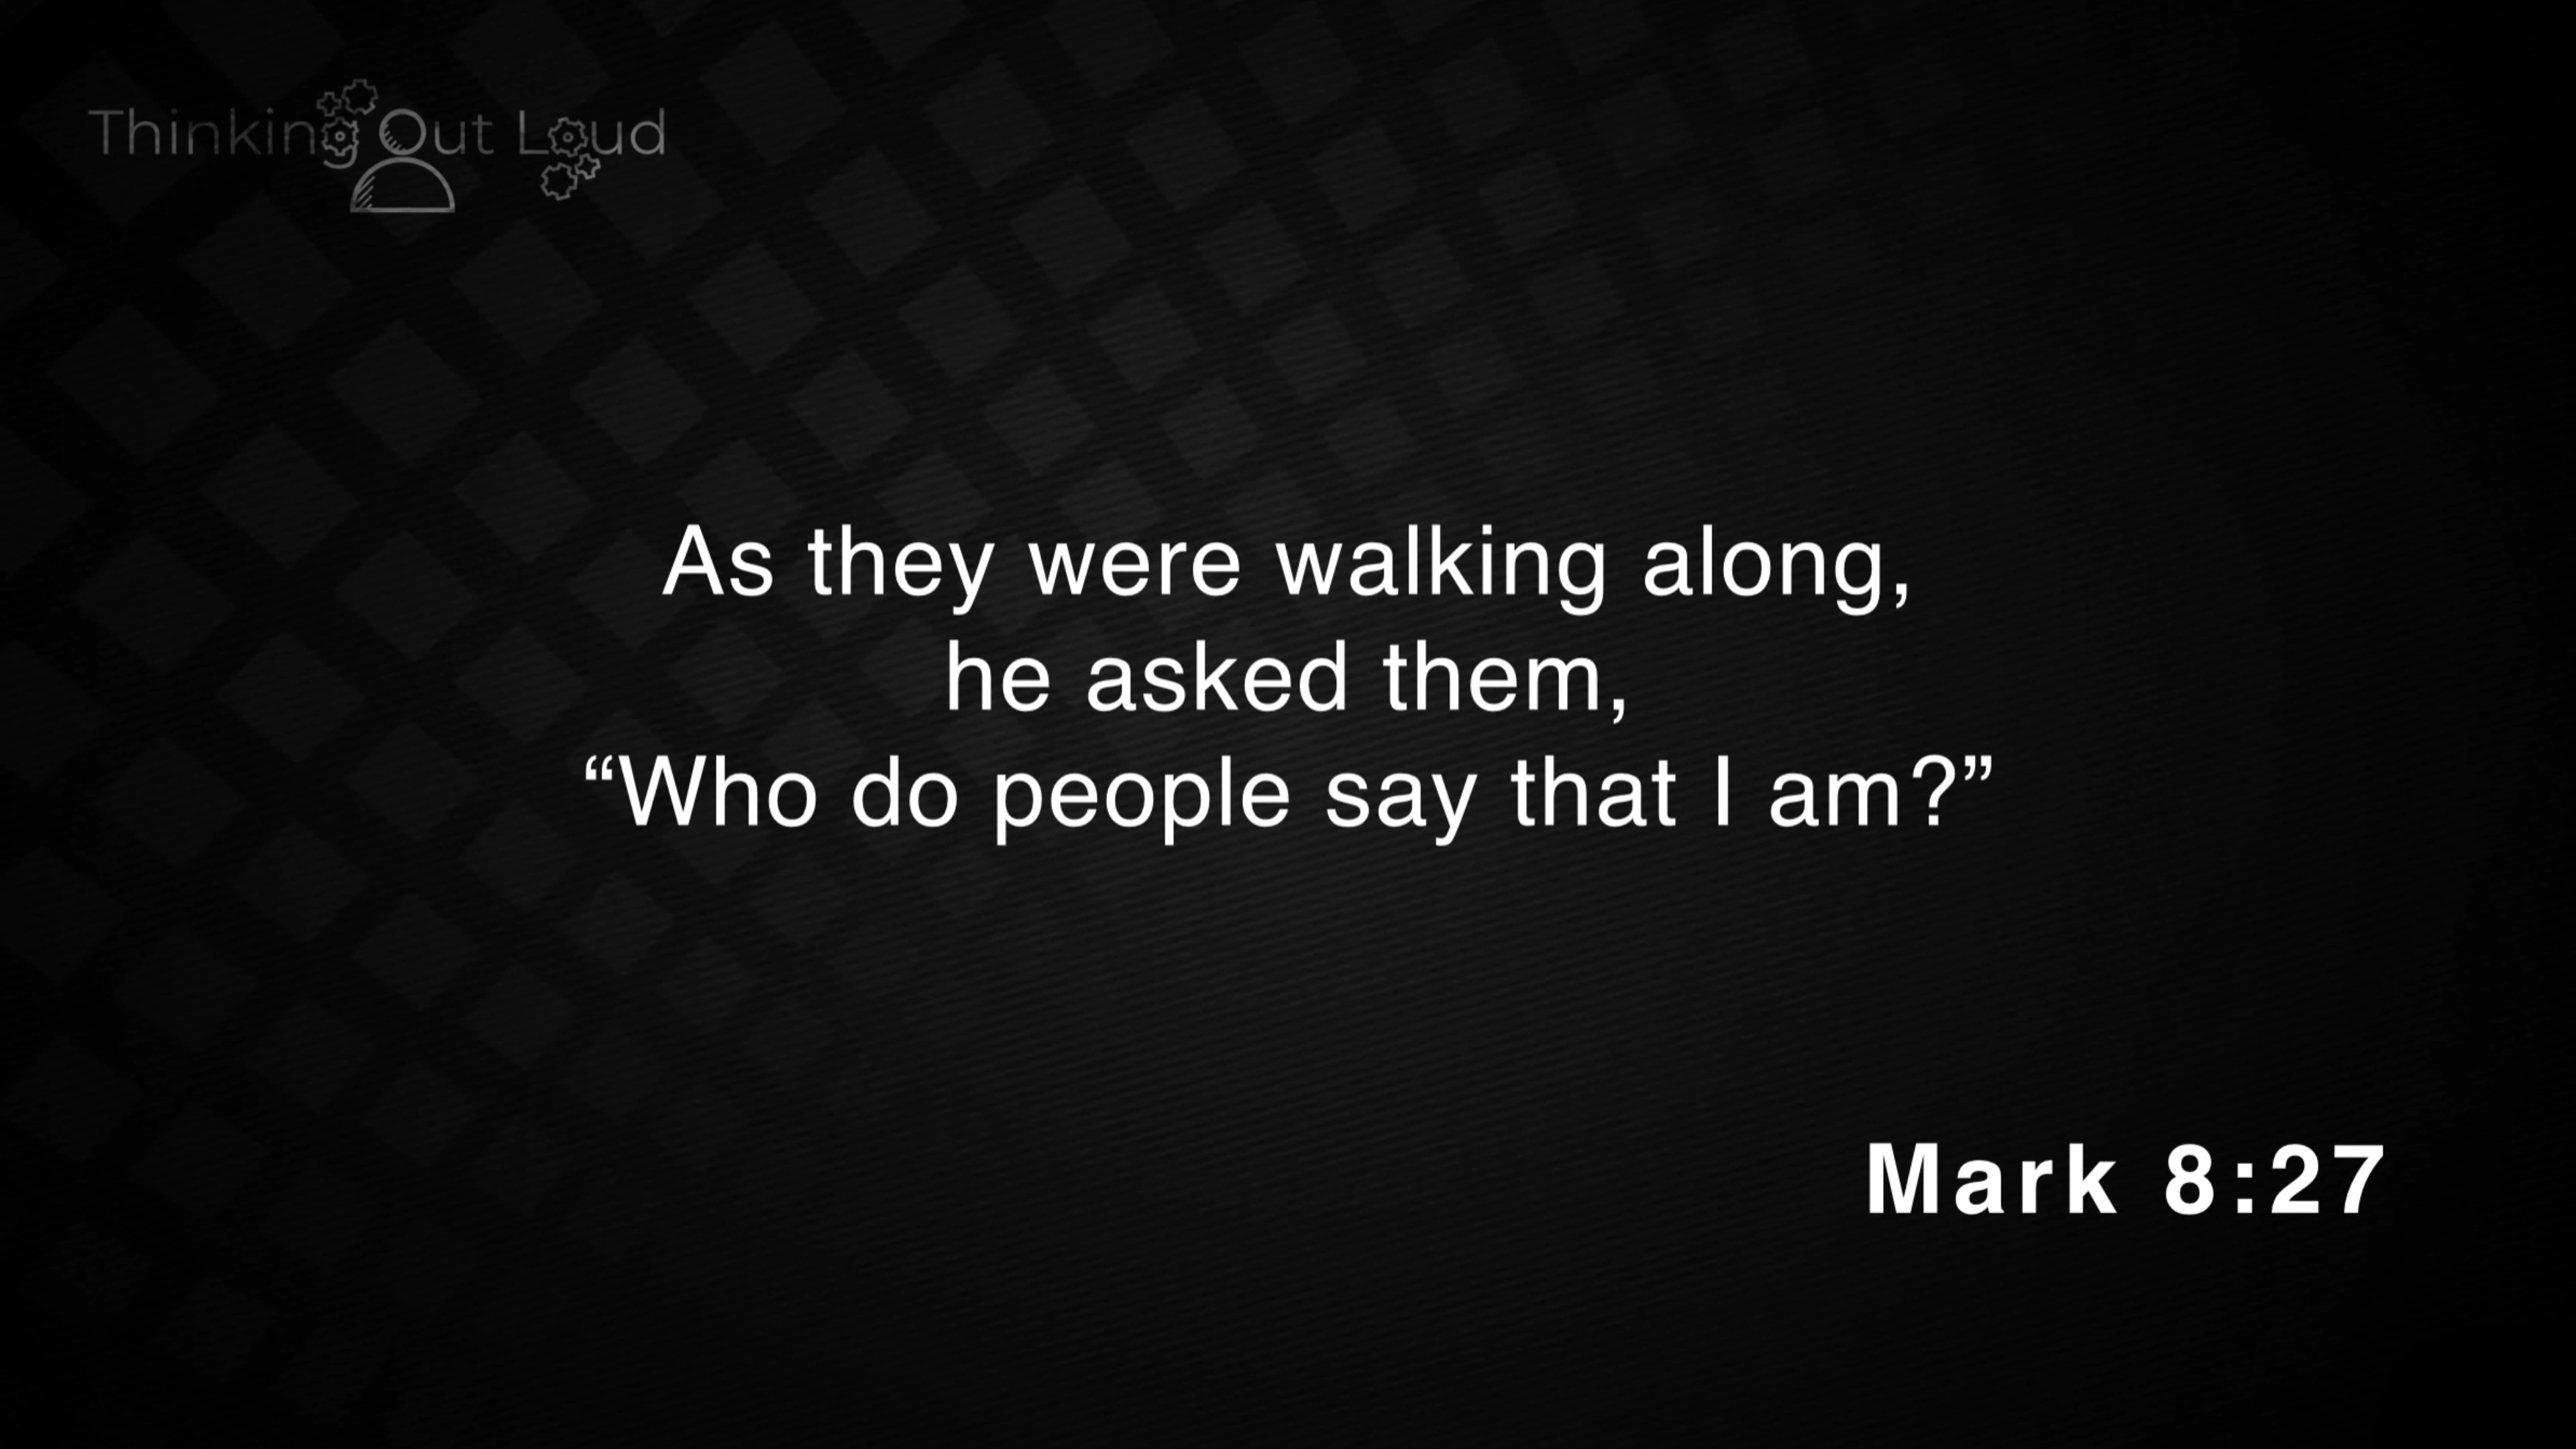 Thinking Out Loud
As they were walking along,
he asked them,
“Who do people say that I am?”
Mark 8:27